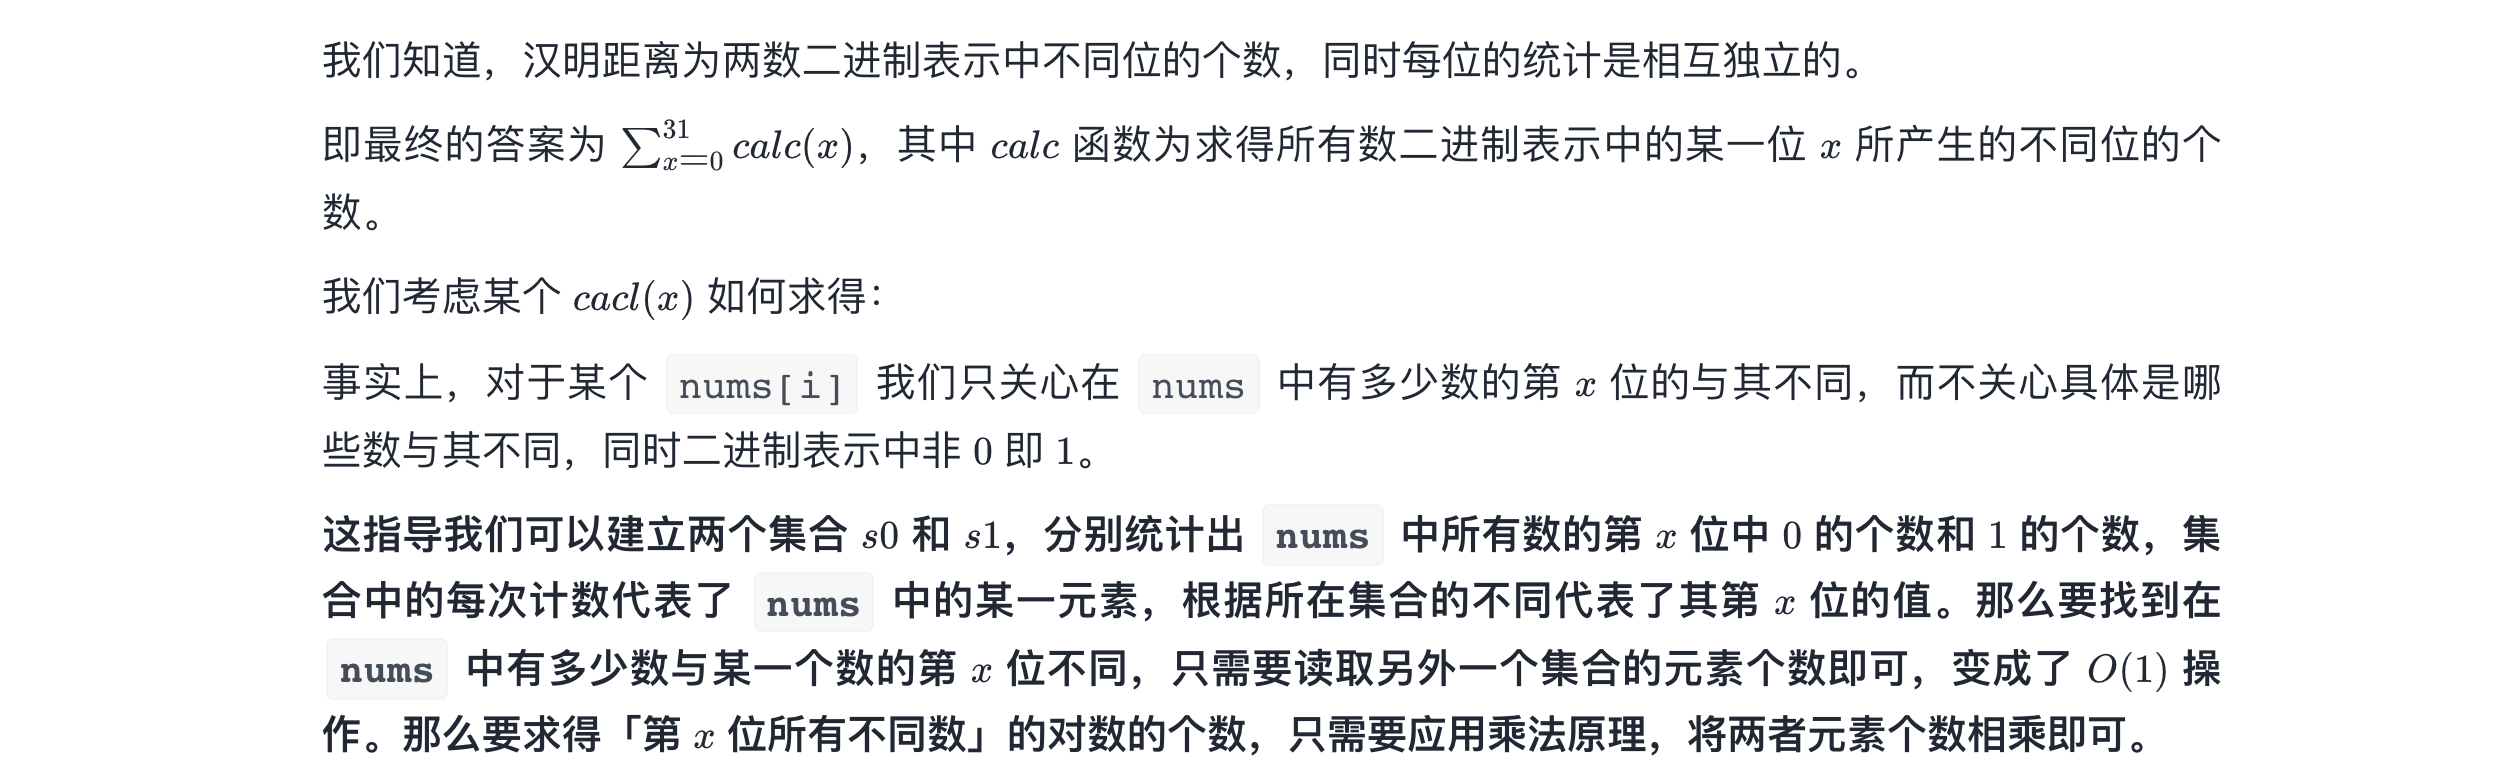 我们知道，汉明距离为两数二进制表示中不同位的个数，同时每位的统计是相互独立的。
即最终的答案为 $\sum_{x=0}^{31} calc(x)$，其中 $calc$ 函数为求得所有数二进制表示中的某一位 $x$ 所产生的不同位的个
数。
我们考虑某个 $cacl(x)$ 如何求得：
事实上，对于某个 nums[i] 我们只关心在 nums 中有多少数的第 $x$ 位的与其不同，而不关心具体是哪
些数与其不同，同时二进制表示中非 0 即 1。
这指导我们可以建立两个集合 $s0$ 和 $s1$，分别统计出 nums 中所有数的第 $x$ 位中 0 的个数和 1 的个数，集
合中的每次计数代表了 nums 中的某一元素，根据所在集合的不同代表了其第 $x$ 位的值。那么要找到在
nums 中有多少数与某一个数的第 $x$ 位不同，只需要读取另外一个集合的元素个数即可，变成了 $O(1)$ 操
作。那么要求得「第 $x$ 位所有不同数」的对数的个数，只需要应用乘法原理，将两者元素个数相乘即可。